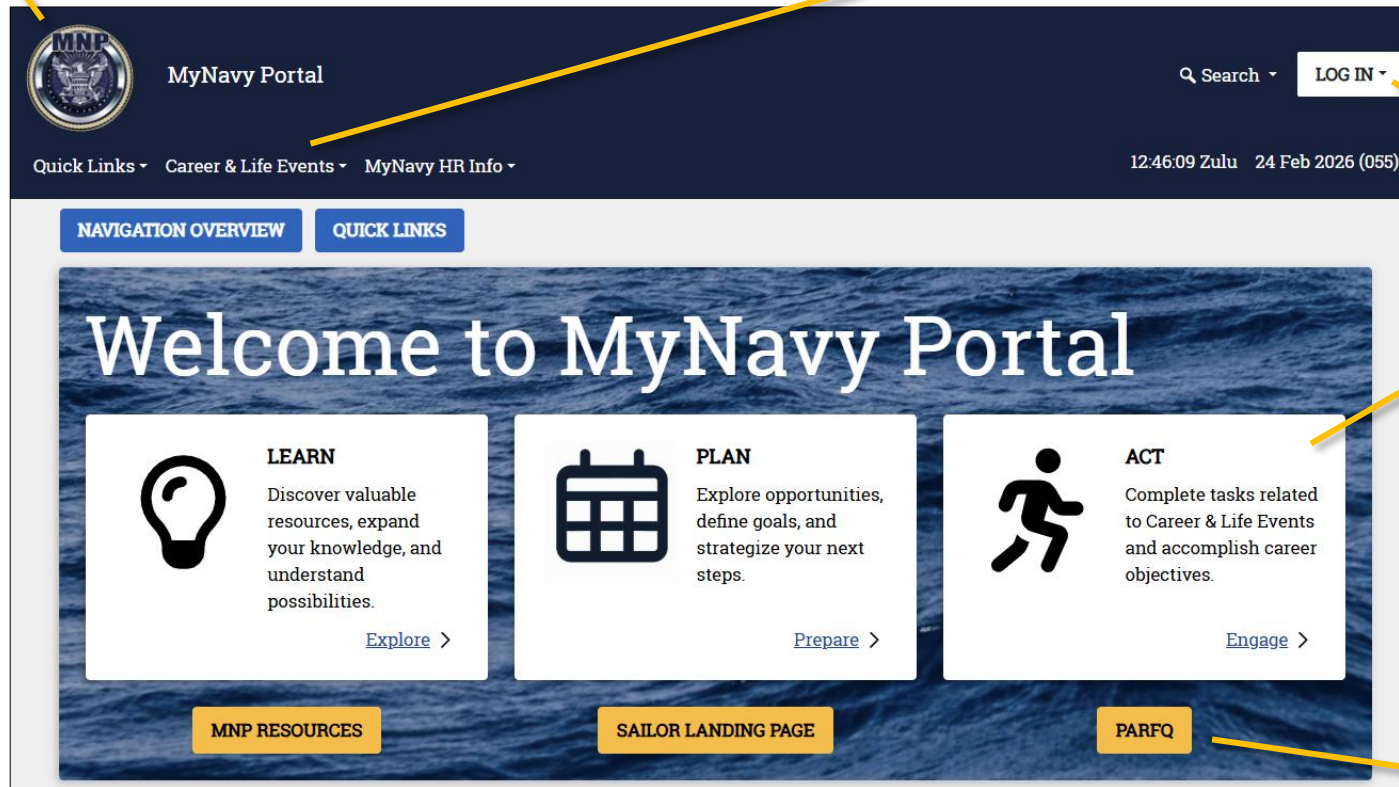 MNP
MyNavy Portal
Search
LOG IN
Quick Links
Career & Life Events
MyNavy HR Info
12:46:09 Zulu 24 Feb 2026 (055)
NAVIGATION OVERVIEW
QUICK LINKS
Welcome to MyNavy Portal
LEARN
Discover valuable
resources, expand
your knowledge, and
understand
possibilities.
Explore >
PLAN
Explore opportunities,
define goals, and
strategize your next
steps.
Prepare >
ACT
Complete tasks related
to Career & Life Events
and accomplish career
objectives.
Engage >
MNP RESOURCES
SAILOR LANDING PAGE
PARFQ